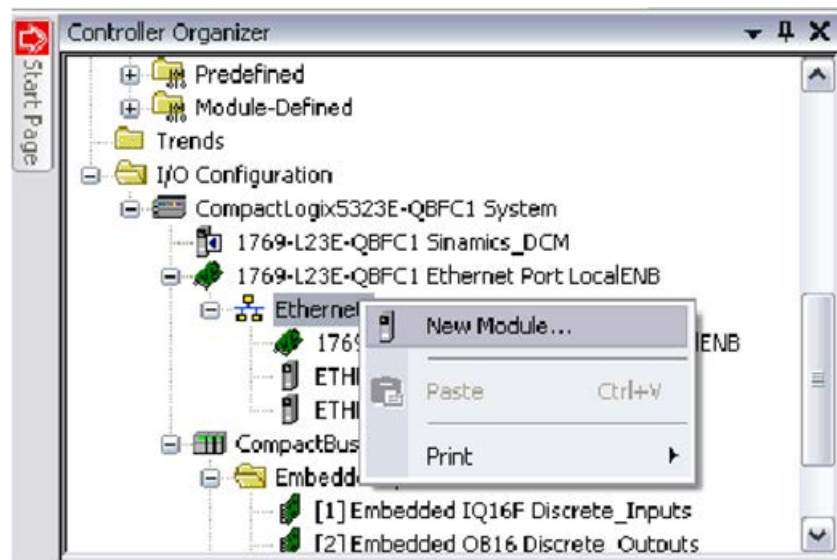 Controller Organizer
Start Page
Predefined
Module-Defined
Trends
I/O Configuration
CompactLogix5323E-QBFC1 System
1769-L23E-QBFC1 Sinamics_DCM
1769-L23E-QBFC1 Ethernet Port LocalENB
Ethernet
New Module...
176 ENB
ETH
Paste Ctrl+V
ETH
CompactBus
Print
Embedd
[1] Embedded IQ16F Discrete_Inputs
[2] Embedded OB16 Discrete_Outputs